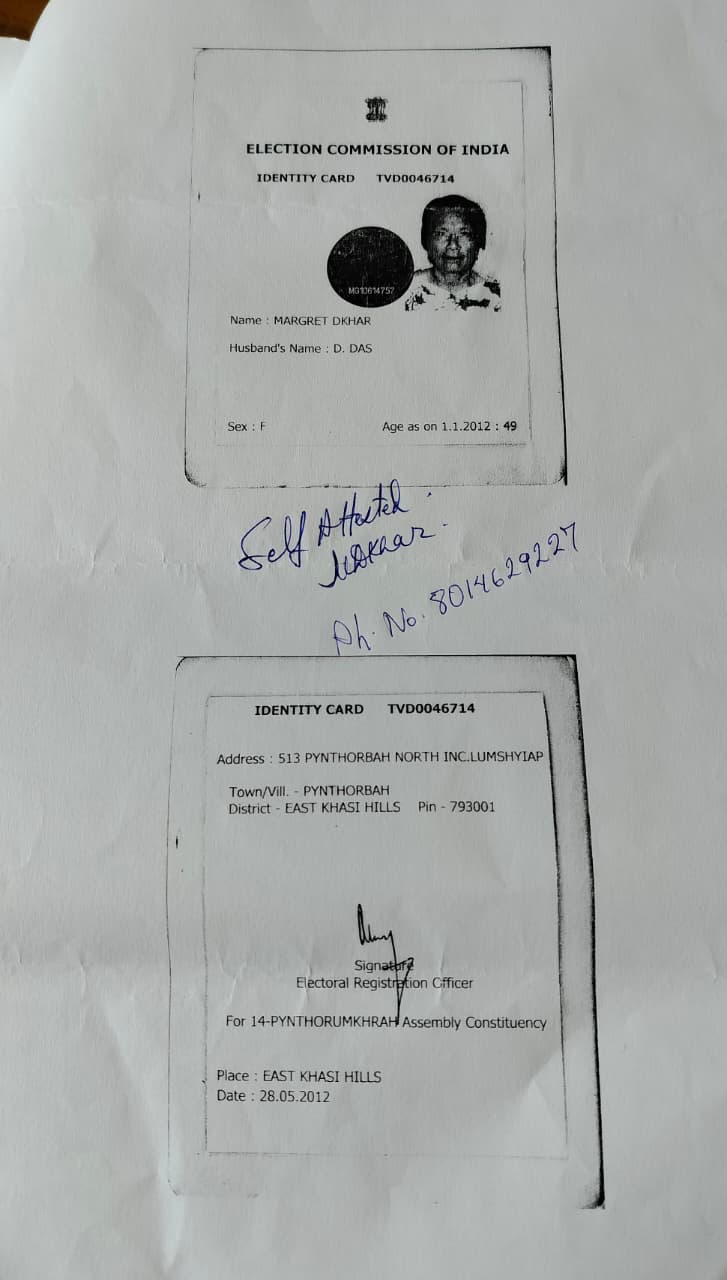 ELECTION COMMISSION OF INDIA
IDENTITY CARD TVD0046714
MG10614757
Name : MARGRET DKHAR
Husband's Name : D. DAS
Sex : F Age as on 1.1.2012 : 49
Self Attested.
MDKhar.
Ph. No. 8014629227
IDENTITY CARD TVD0046714
Address : 513 PYNTHORBAH NORTH INC.LUMSHYIAP
Town/Vill. - PYNTHORBAH
District - EAST KHASI HILLS Pin - 793001
Signature
Electoral Registration Officer
For 14-PYNTHORUMKHRAH Assembly Constituency
Place : EAST KHASI HILLS
Date : 28.05.2012